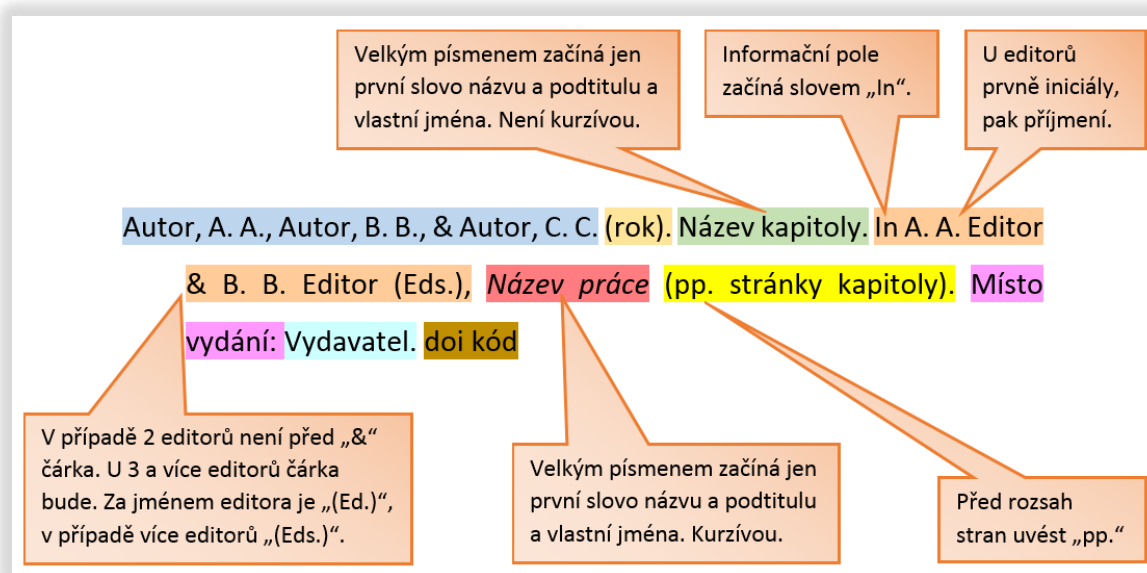 Velkým písmenem začíná jen
první slovo názvu a podtitulu a
vlastní jména. Není kurzívou.
Informační pole
začíná slovem „In“.
U editorů
prvně iniciály,
pak příjmení.
Autor, A. A., Autor, B. B., & Autor, C. C. (rok). Název kapitoly. In A. A. Editor
& B. B. Editor (Eds.), Název práce (pp. stránky kapitoly). Místo
vydání: Vydavatel. doi kód
V případě 2 editorů není před „&“
čárka. U 3 a více editorů čárka
bude. Za jménem editora je „(Ed.)“,
v případě více editorů „(Eds.)“.
Velkým písmenem začíná jen
první slovo názvu a podtitulu
a vlastní jména. Kurzívou.
Před rozsah
stran uvést „pp.“